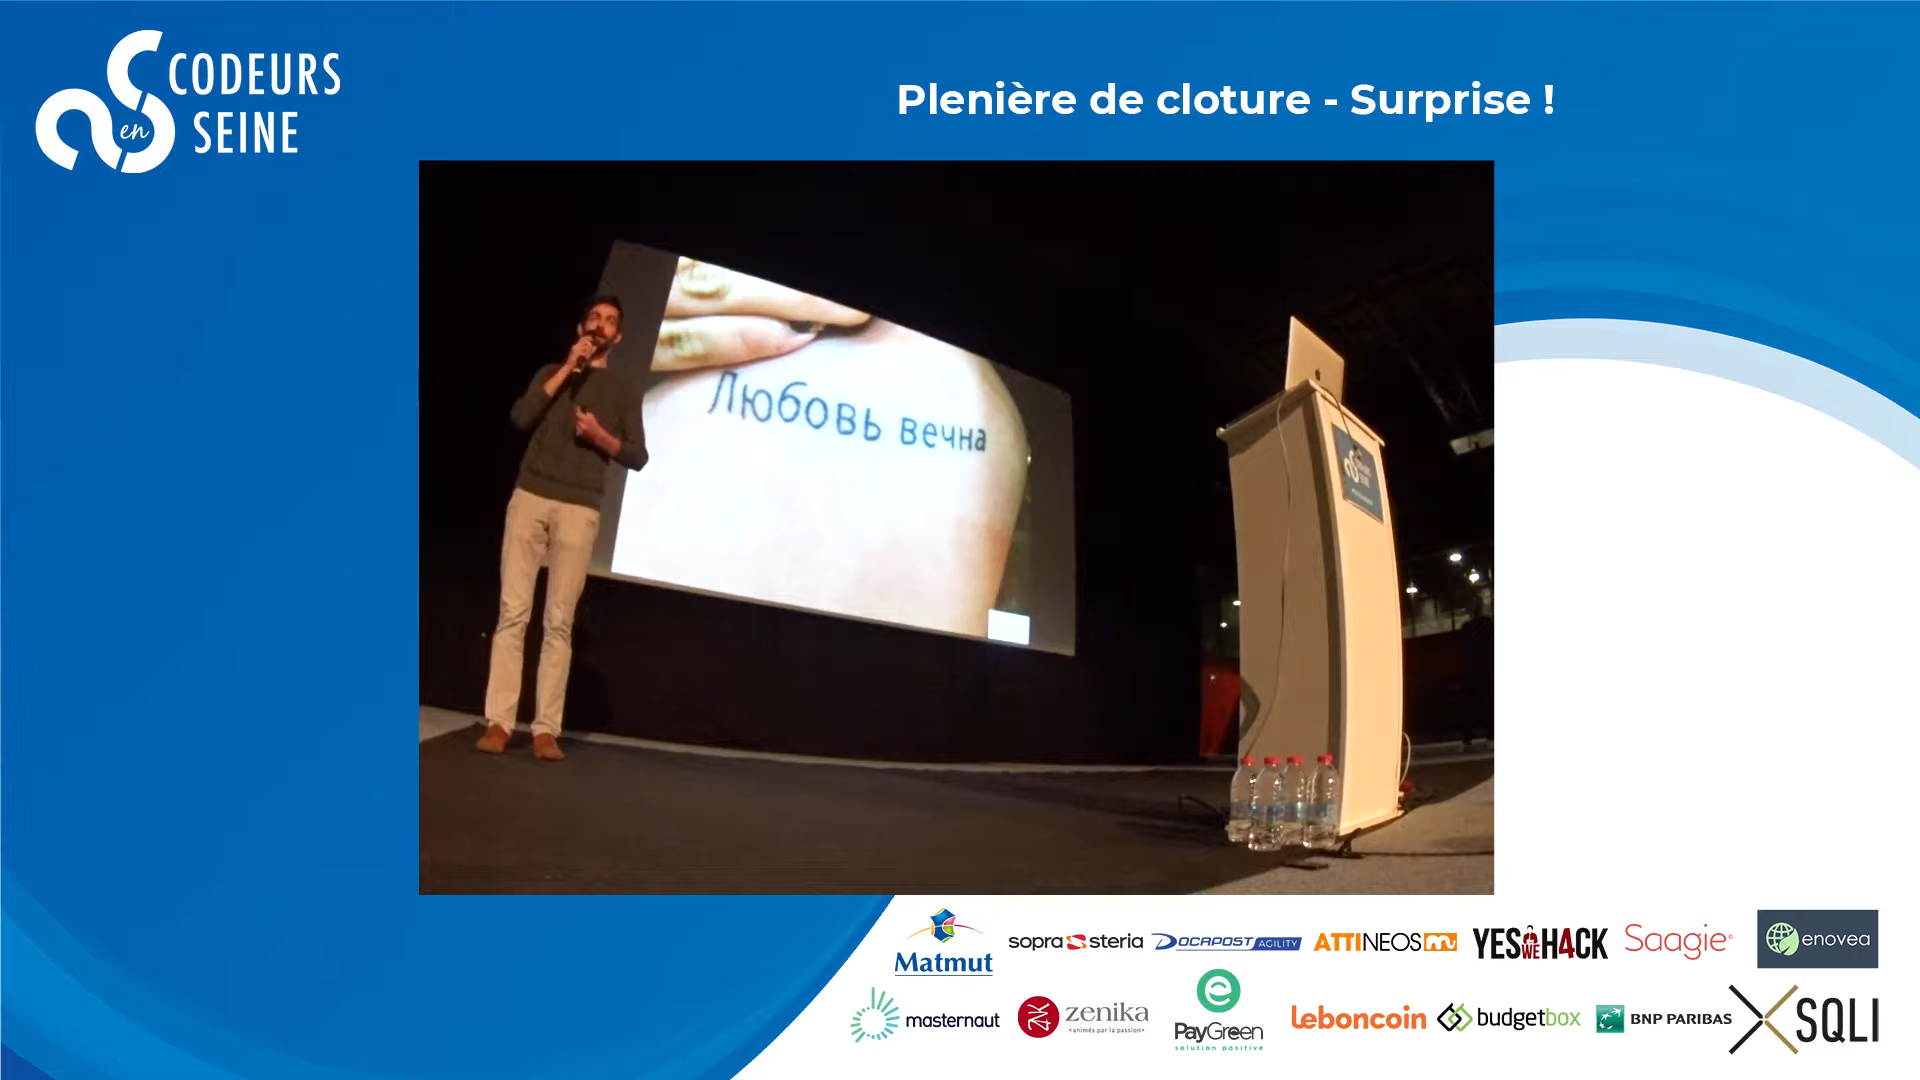 CODEURS
en
SEINE
Plenière de cloture - Surprise !
Любовь вечна
Matmut
sopra steria
DOCAPOST AGILITY
ATTINEOS
YES WE H4CK
Saagie
enovea
masternaut
zenika
<animés par la passion>
PayGreen
solution positive
leboncoin
budgetbox
BNP PARIBAS
SQLI